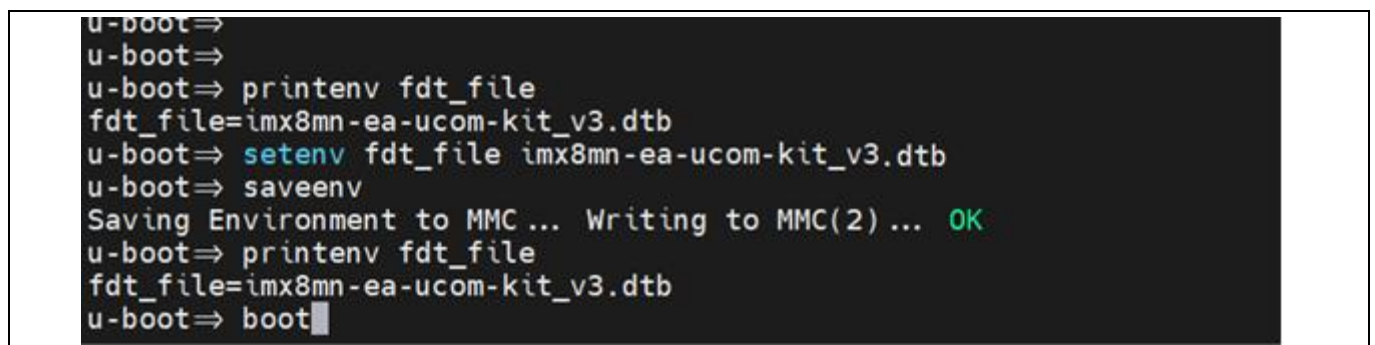 u-boot⇒
u-boot⇒
u-boot⇒ printenv fdt_file
fdt_file=imx8mn-ea-ucom-kit_v3.dtb
u-boot⇒ setenv fdt_file imx8mn-ea-ucom-kit_v3.dtb
u-boot⇒ saveenv
Saving Environment to MMC... Writing to MMC(2)... OK
u-boot⇒ printenv fdt_file
fdt_file=imx8mn-ea-ucom-kit_v3.dtb
u-boot⇒ boot